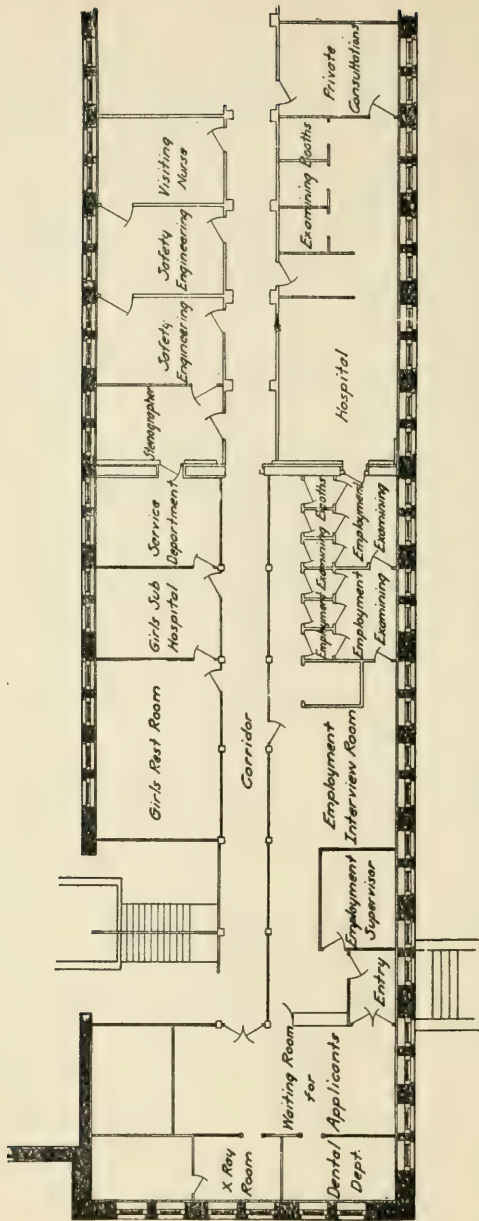 Visiting
Nurse
Safety
Engineering
Safety
Engineering
Stenographer
Service
Department
Girls Sub
Hospital
Girls Rest Room
Corridor
Private
Consultations
Examining Booths
Hospital
Employment Examining Booths
Employment
Examining
Employment
Examining
Employment
Interview Room
Employment
Supervisor
Entry
Waiting Room
for
Applicants
X Ray
Room
Dental
Dept.